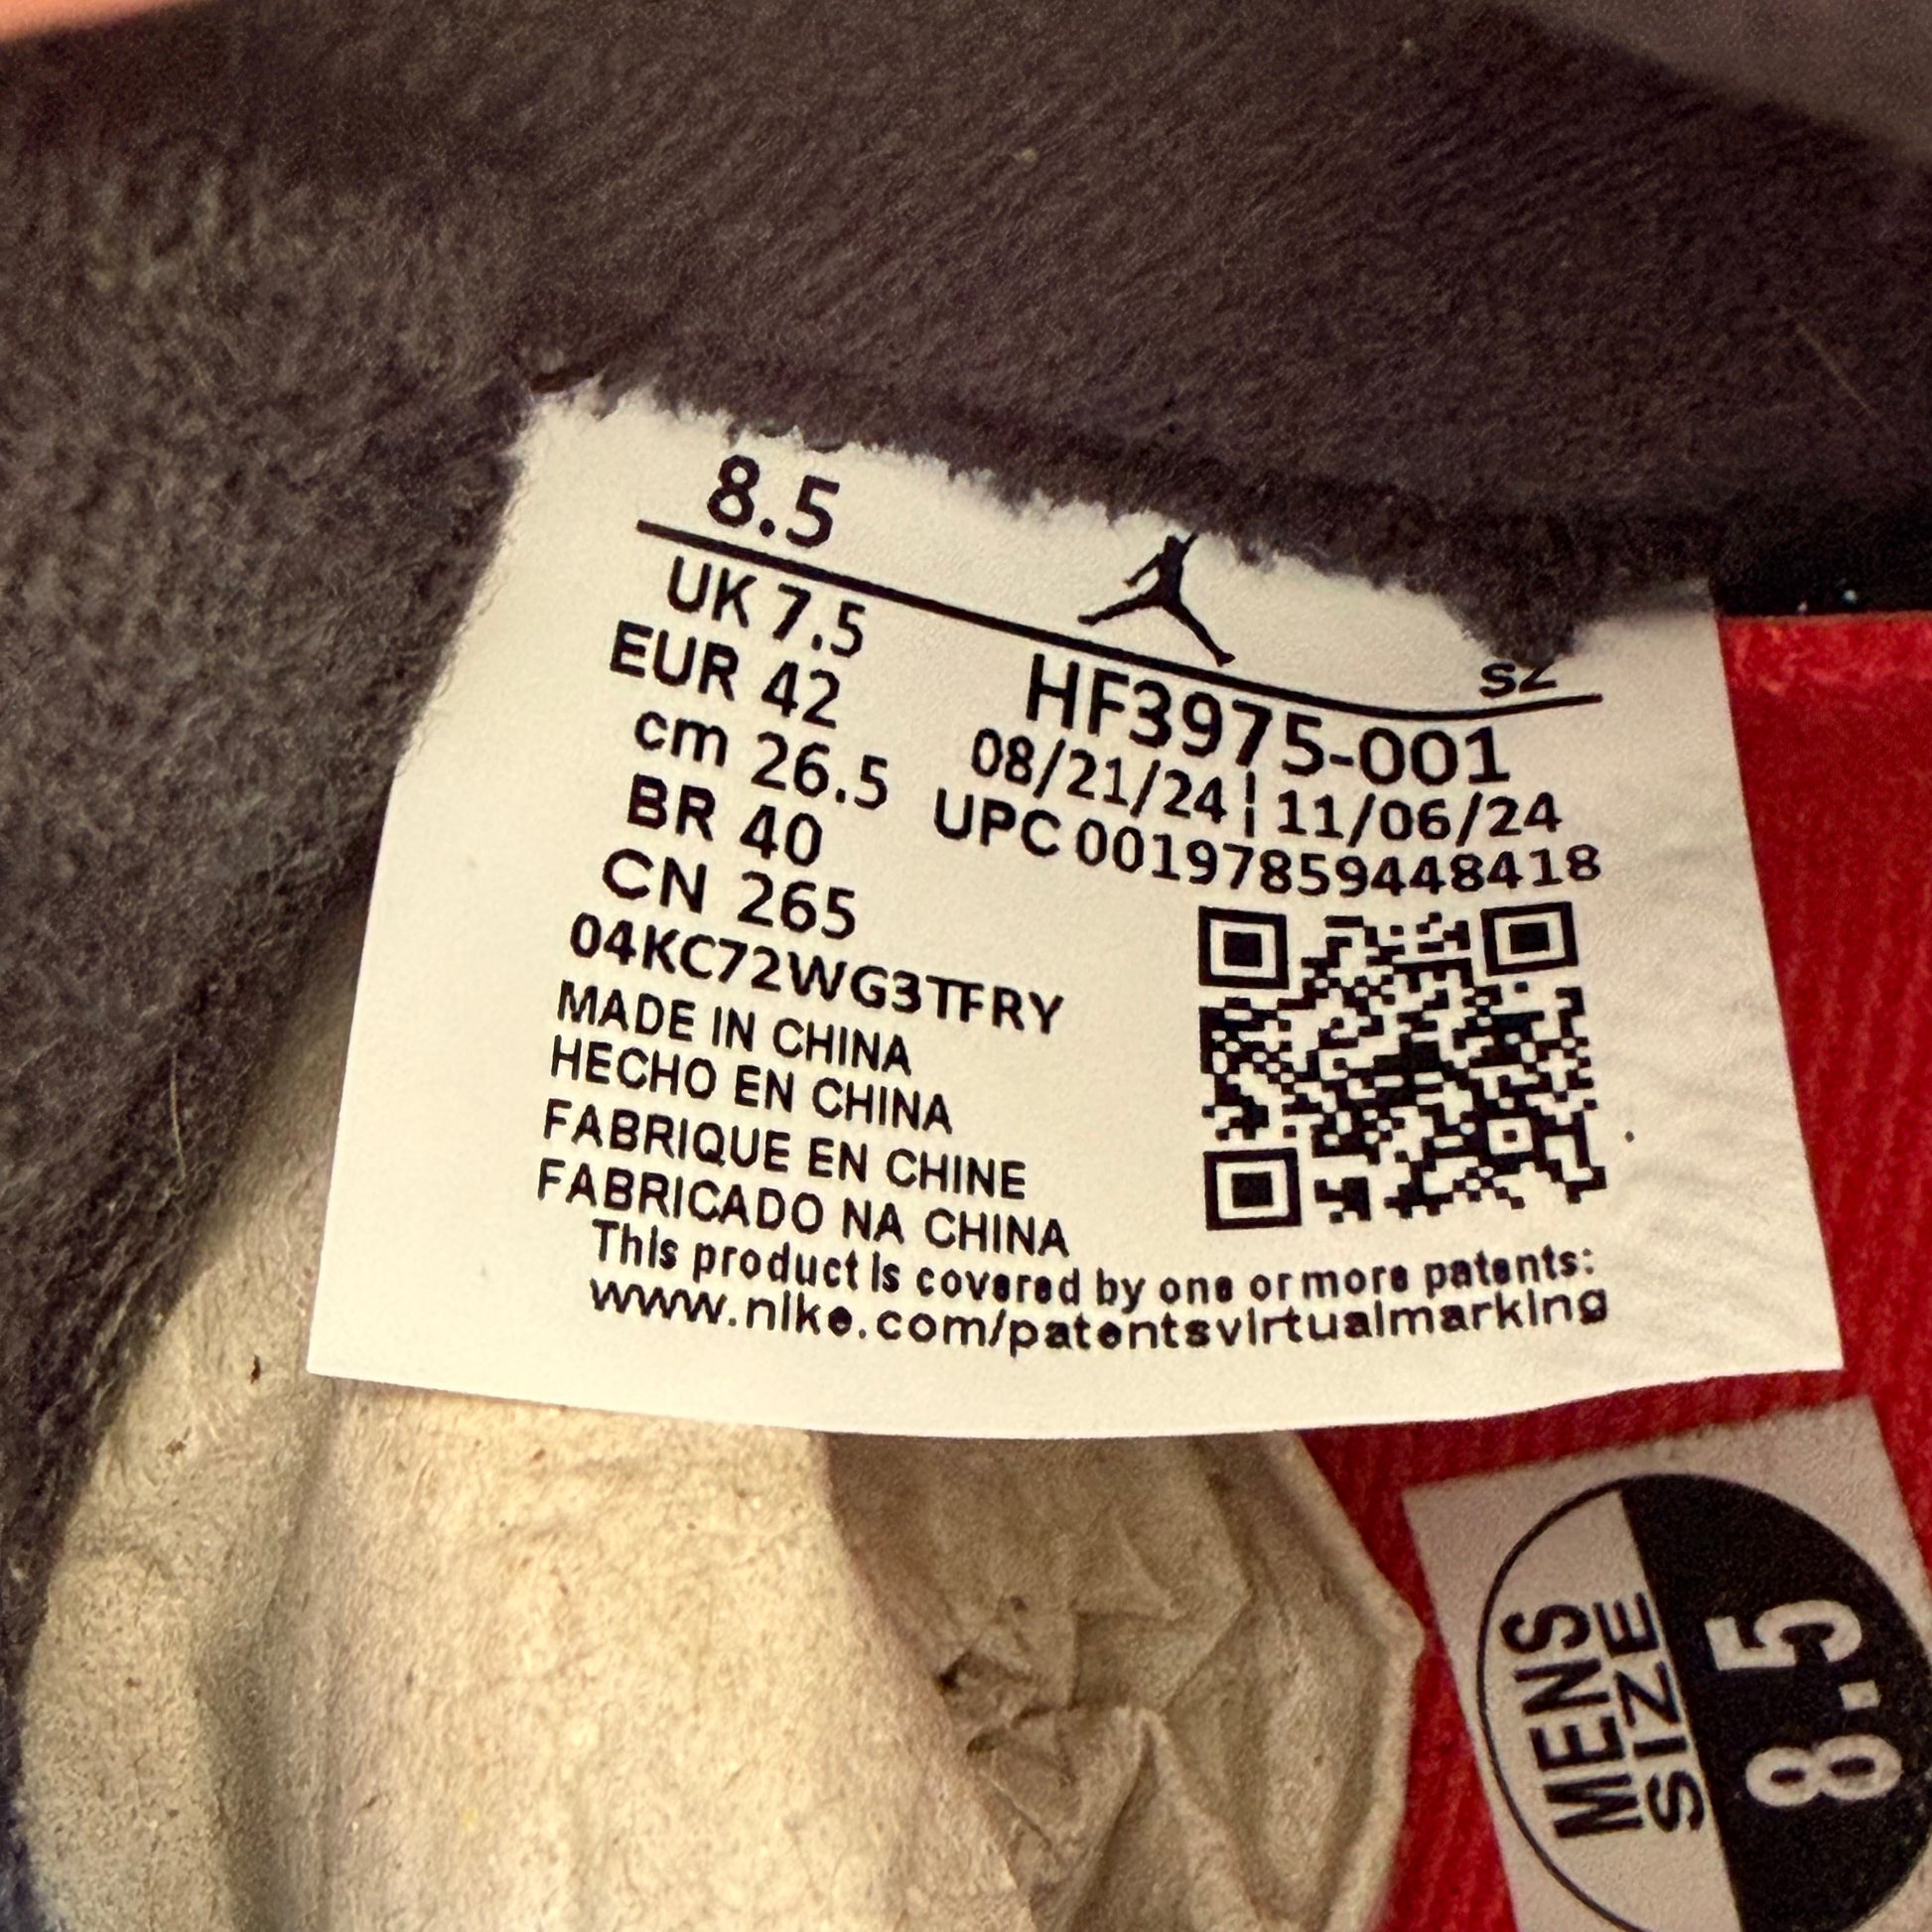 8.5
SZ
UK 7.5
EUR 42
cm 26.5
BR 40
CN 265
HF3975-001
08/21/24 | 11/06/24
UPC 00197859448418
04KC72WG3TFRY
MADE IN CHINA
HECHO EN CHINA
FABRIQUE EN CHINE
FABRICADO NA CHINA
This product is covered by one or more patents:
www.nike.com/patentsvirtualmarking
MENS
SIZE
8.5